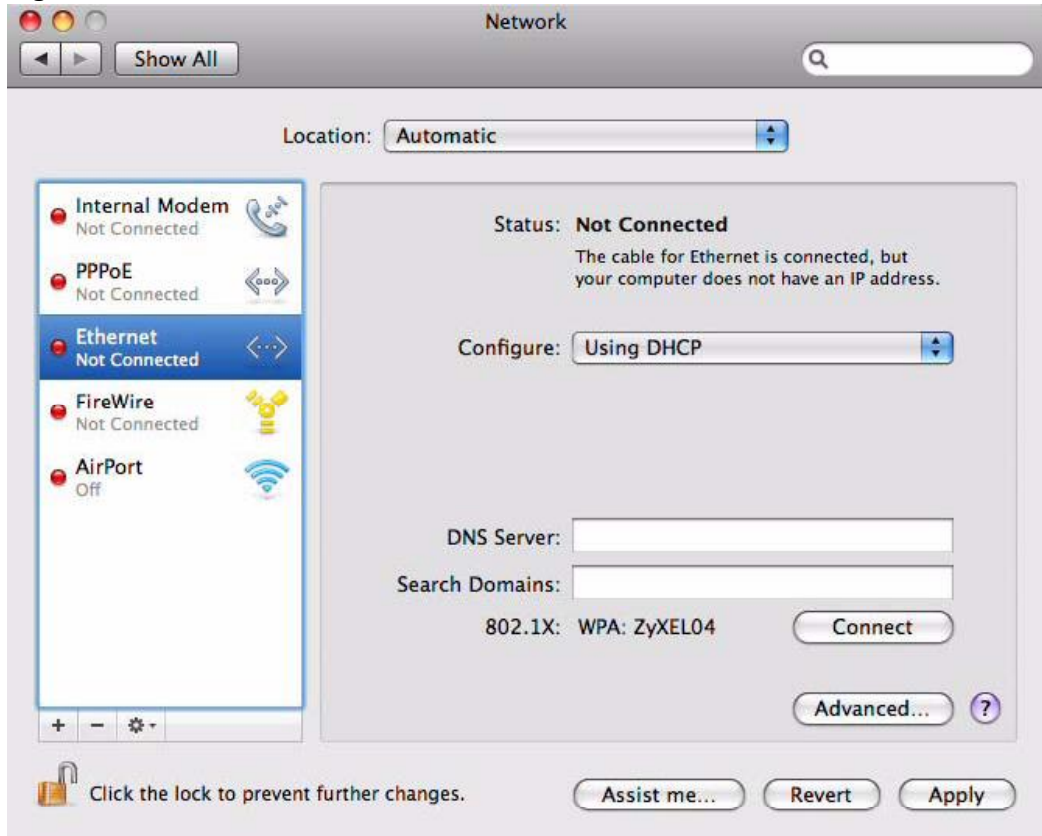 Network
Show All
Location: Automatic
Internal Modem
Not Connected
PPPoE
Not Connected
Ethernet
Not Connected
FireWire
Not Connected
AirPort
Off
Status: Not Connected
The cable for Ethernet is connected, but
your computer does not have an IP address.
Configure: Using DHCP
DNS Server:
Search Domains:
802.1X: WPA: ZyXEL04 Connect
Advanced... ?
+ −
Click the lock to prevent further changes.
Assist me... Revert Apply